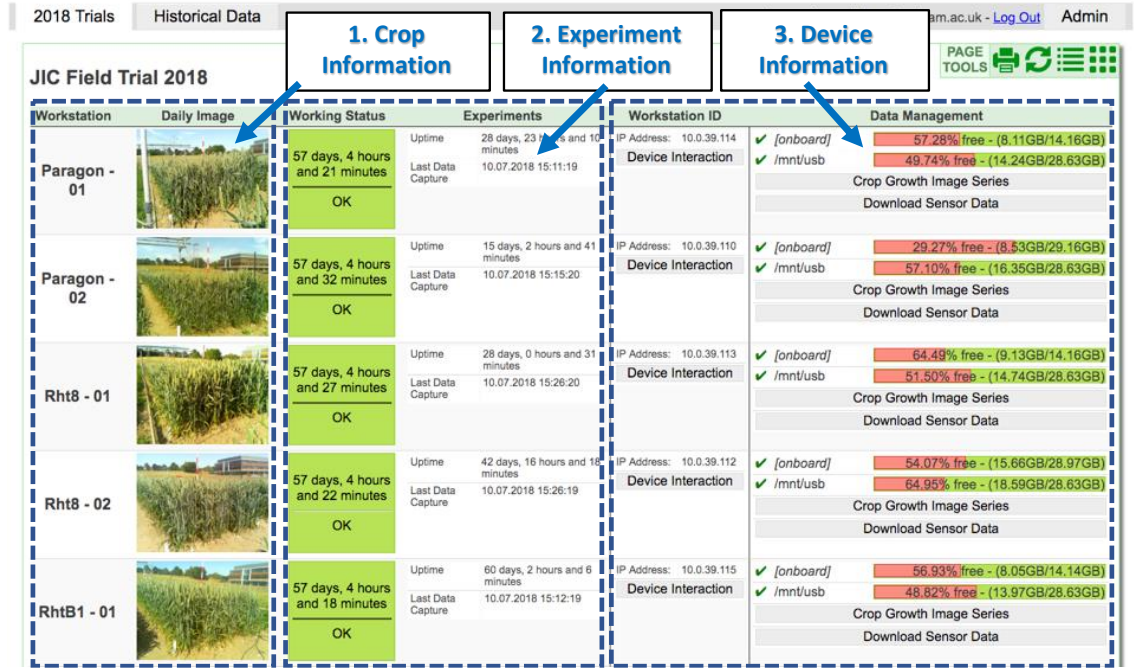 2018 Trials
Historical Data
am.ac.uk - Log Out
Admin
1. Crop
Information
2. Experiment
Information
3. Device
Information
PAGE
TOOLS
JIC Field Trial 2018
Workstation
Daily Image
Working Status
Experiments
Workstation ID
Data Management
Paragon -
01
57 days, 4 hours
and 21 minutes
OK
Uptime
28 days, 23 hours and 10
minutes
Last Data
Capture
10.07.2018 15:11:19
IP Address: 10.0.39.114
Device Interaction
✔ [onboard]
57.28% free - (8.11GB/14.16GB)
✔ /mnt/usb
49.74% free - (14.24GB/28.63GB)
Crop Growth Image Series
Download Sensor Data
Paragon -
02
57 days, 4 hours
and 32 minutes
OK
Uptime
15 days, 2 hours and 41
minutes
Last Data
Capture
10.07.2018 15:15:20
IP Address: 10.0.39.110
Device Interaction
✔ [onboard]
29.27% free - (8.53GB/29.16GB)
✔ /mnt/usb
57.10% free - (16.35GB/28.63GB)
Crop Growth Image Series
Download Sensor Data
Rht8 - 01
57 days, 4 hours
and 27 minutes
OK
Uptime
28 days, 0 hours and 31
minutes
Last Data
Capture
10.07.2018 15:26:20
IP Address: 10.0.39.113
Device Interaction
✔ [onboard]
64.49% free - (9.13GB/14.16GB)
✔ /mnt/usb
51.50% free - (14.74GB/28.63GB)
Crop Growth Image Series
Download Sensor Data
Rht8 - 02
57 days, 4 hours
and 22 minutes
OK
Uptime
42 days, 16 hours and 18
minutes
Last Data
Capture
10.07.2018 15:26:19
IP Address: 10.0.39.112
Device Interaction
✔ [onboard]
54.07% free - (15.66GB/28.97GB)
✔ /mnt/usb
64.95% free - (18.59GB/28.63GB)
Crop Growth Image Series
Download Sensor Data
RhtB1 - 01
57 days, 4 hours
and 18 minutes
OK
Uptime
60 days, 2 hours and 6
minutes
Last Data
Capture
10.07.2018 15:12:19
IP Address: 10.0.39.115
Device Interaction
✔ [onboard]
56.93% free - (8.05GB/14.14GB)
✔ /mnt/usb
48.82% free - (13.97GB/28.63GB)
Crop Growth Image Series
Download Sensor Data